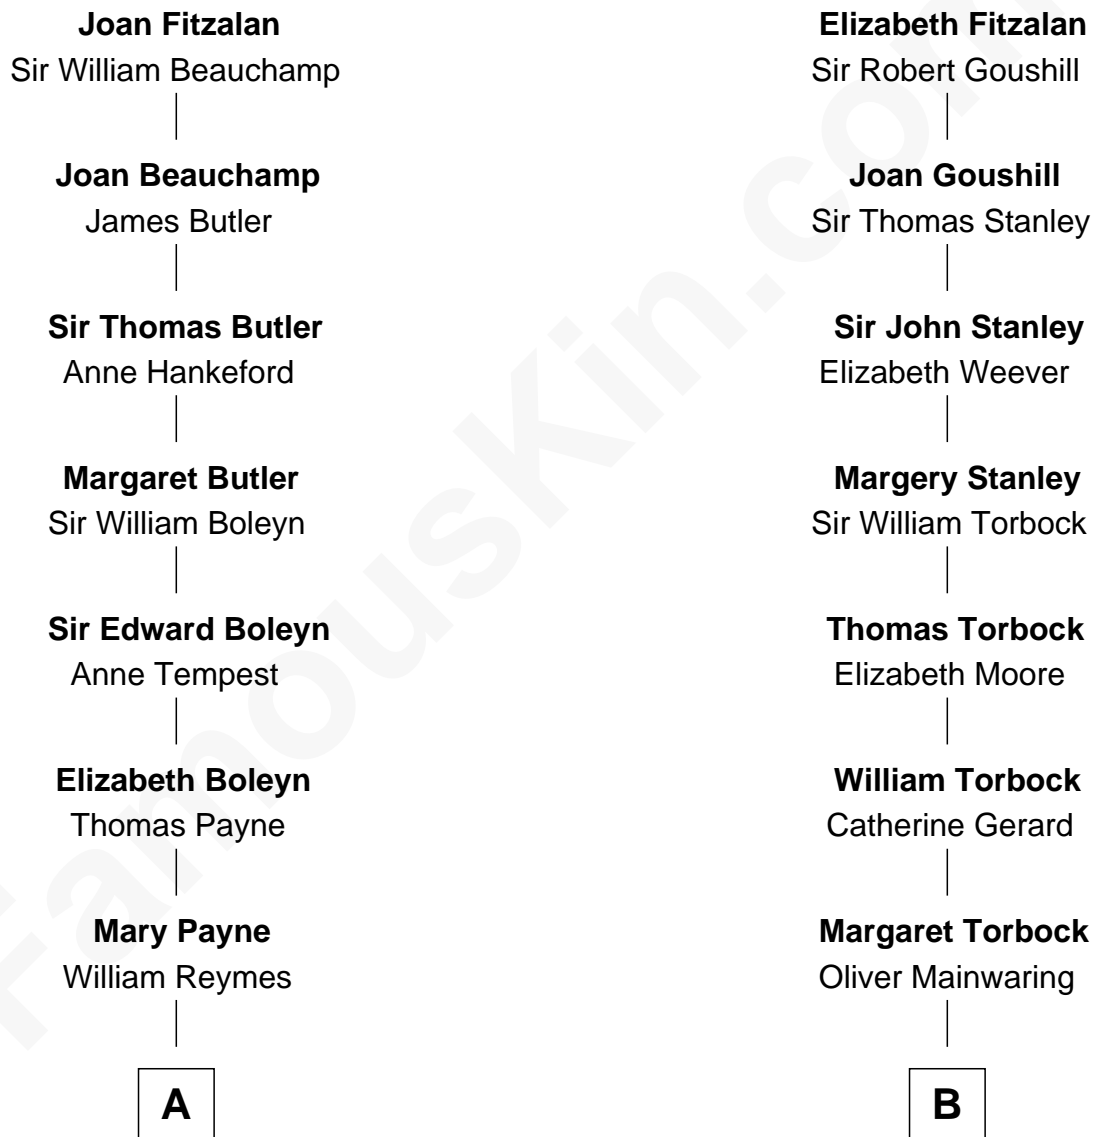 Joan Fitzalan
Sir William Beauchamp
Joan Beauchamp
James Butler
Sir Thomas Butler
Anne Hankeford
Margaret Butler
Sir William Boleyn
Sir Edward Boleyn
Anne Tempest
Elizabeth Boleyn
Thomas Payne
Mary Payne
William Reymes
A
Elizabeth Fitzalan
Sir Robert Goushill
Joan Goushill
Sir Thomas Stanley
Sir John Stanley
Elizabeth Weever
Margery Stanley
Sir William Torbock
Thomas Torbock
Elizabeth Moore
William Torbock
Catherine Gerard
Margaret Torbock
Oliver Mainwaring
B
FamousKin.com